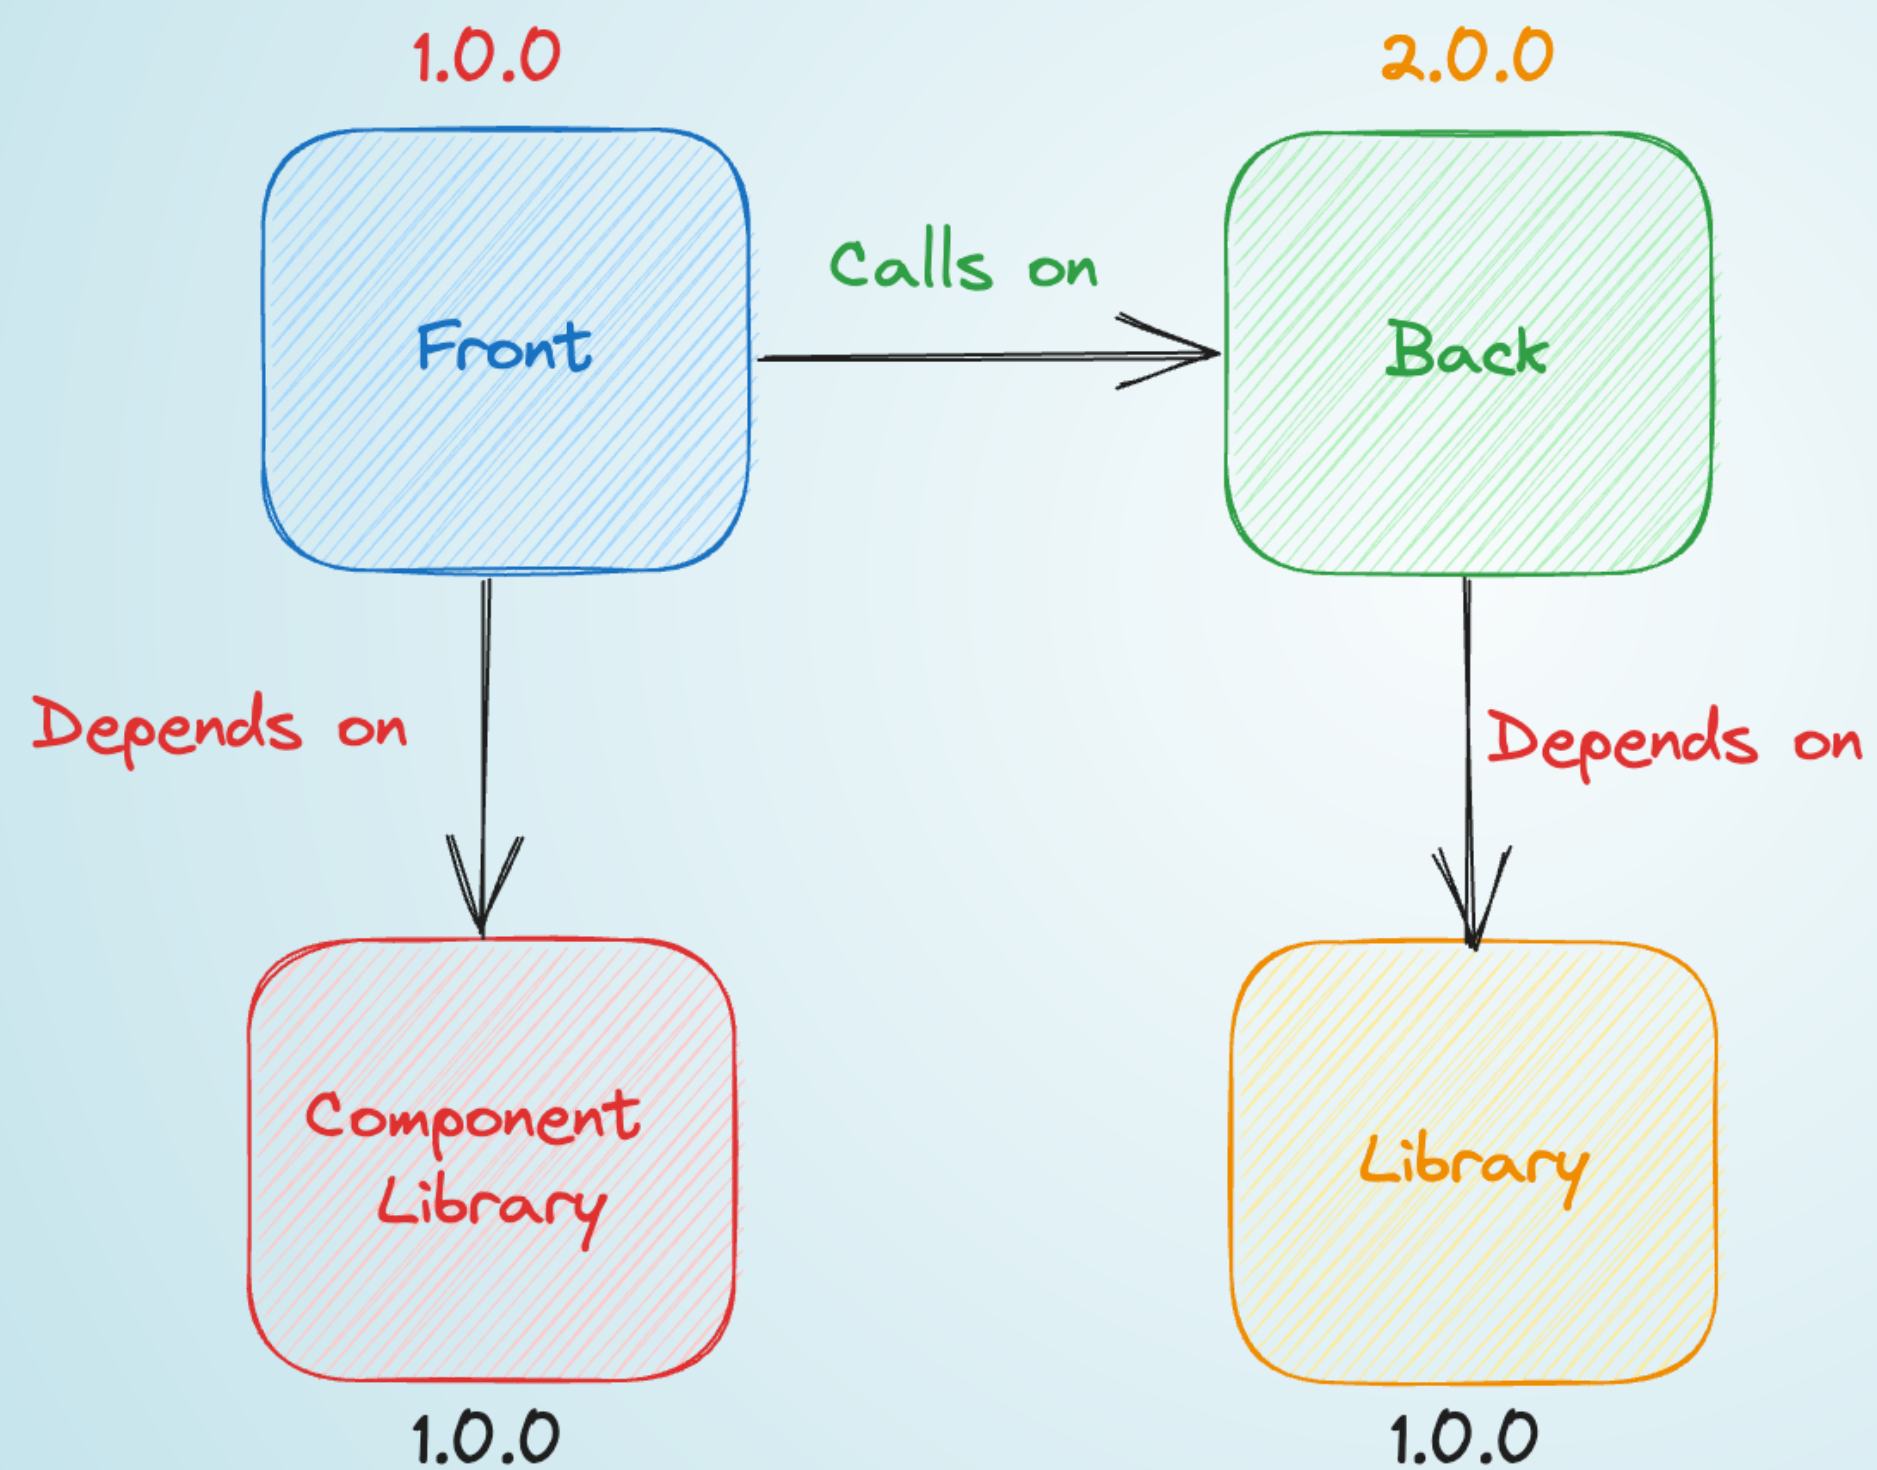 1.0.0
2.0.0
Front
Calls on
Back
Depends on
Depends on
Component
Library
Library
1.0.0
1.0.0